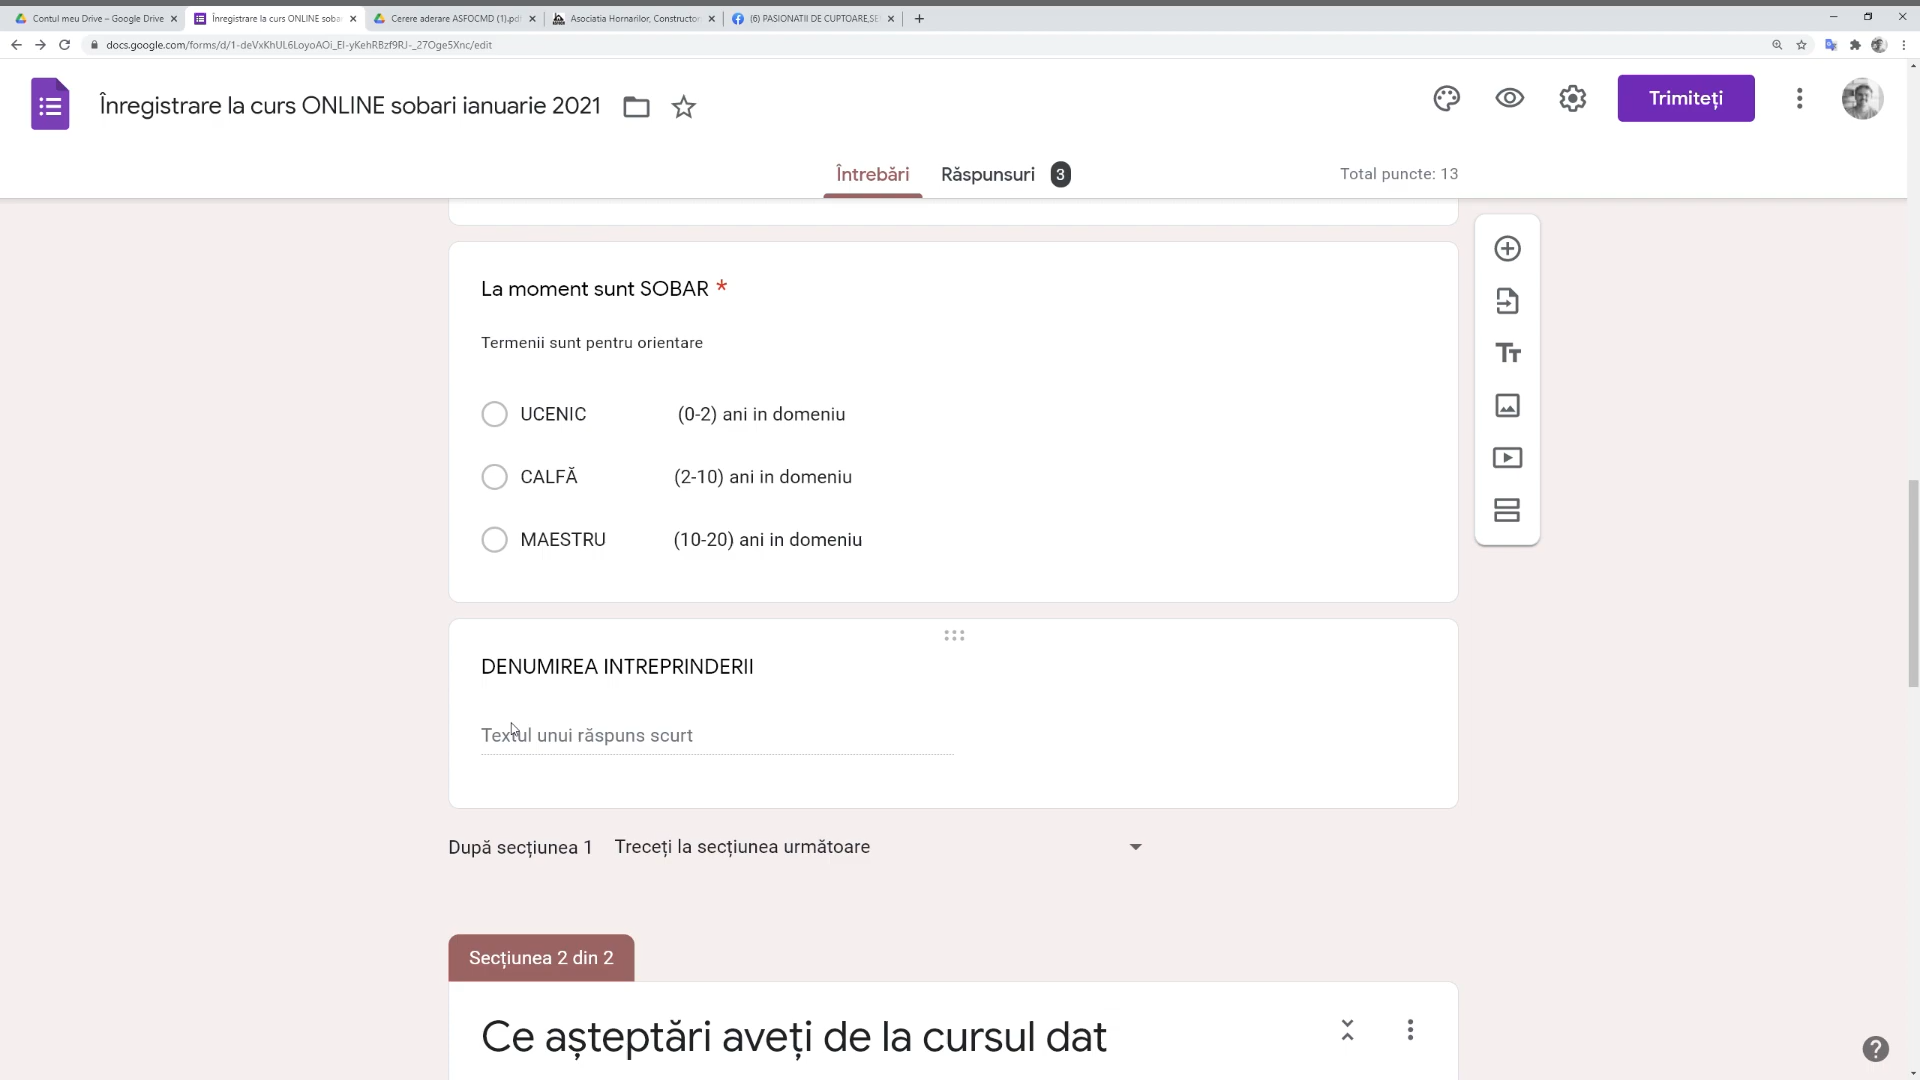 Contul meu Drive – Google Drive
Înregistrare la curs ONLINE soba
Cerere aderare ASFOCMD (1).pdf
Asociatia Hornarilor, Constructor
(6) PASIONATII DE CUPTOARE,SE
docs.google.com/forms/d/1-deVxKhUL6LoyoAOi_EI-yKehRBzf9RJ-_27Oge5Xnc/edit
Înregistrare la curs ONLINE sobari ianuarie 2021
Trimiteți
Întrebări
Răspunsuri 3
Total puncte: 13
La moment sunt SOBAR *
Termenii sunt pentru orientare
UCENIC (0-2) ani in domeniu
CALFĂ (2-10) ani in domeniu
MAESTRU (10-20) ani in domeniu
DENUMIREA INTREPRINDERII
Textul unui răspuns scurt
După secțiunea 1 Treceți la secțiunea următoare
Secțiunea 2 din 2
Ce așteptări aveți de la cursul dat